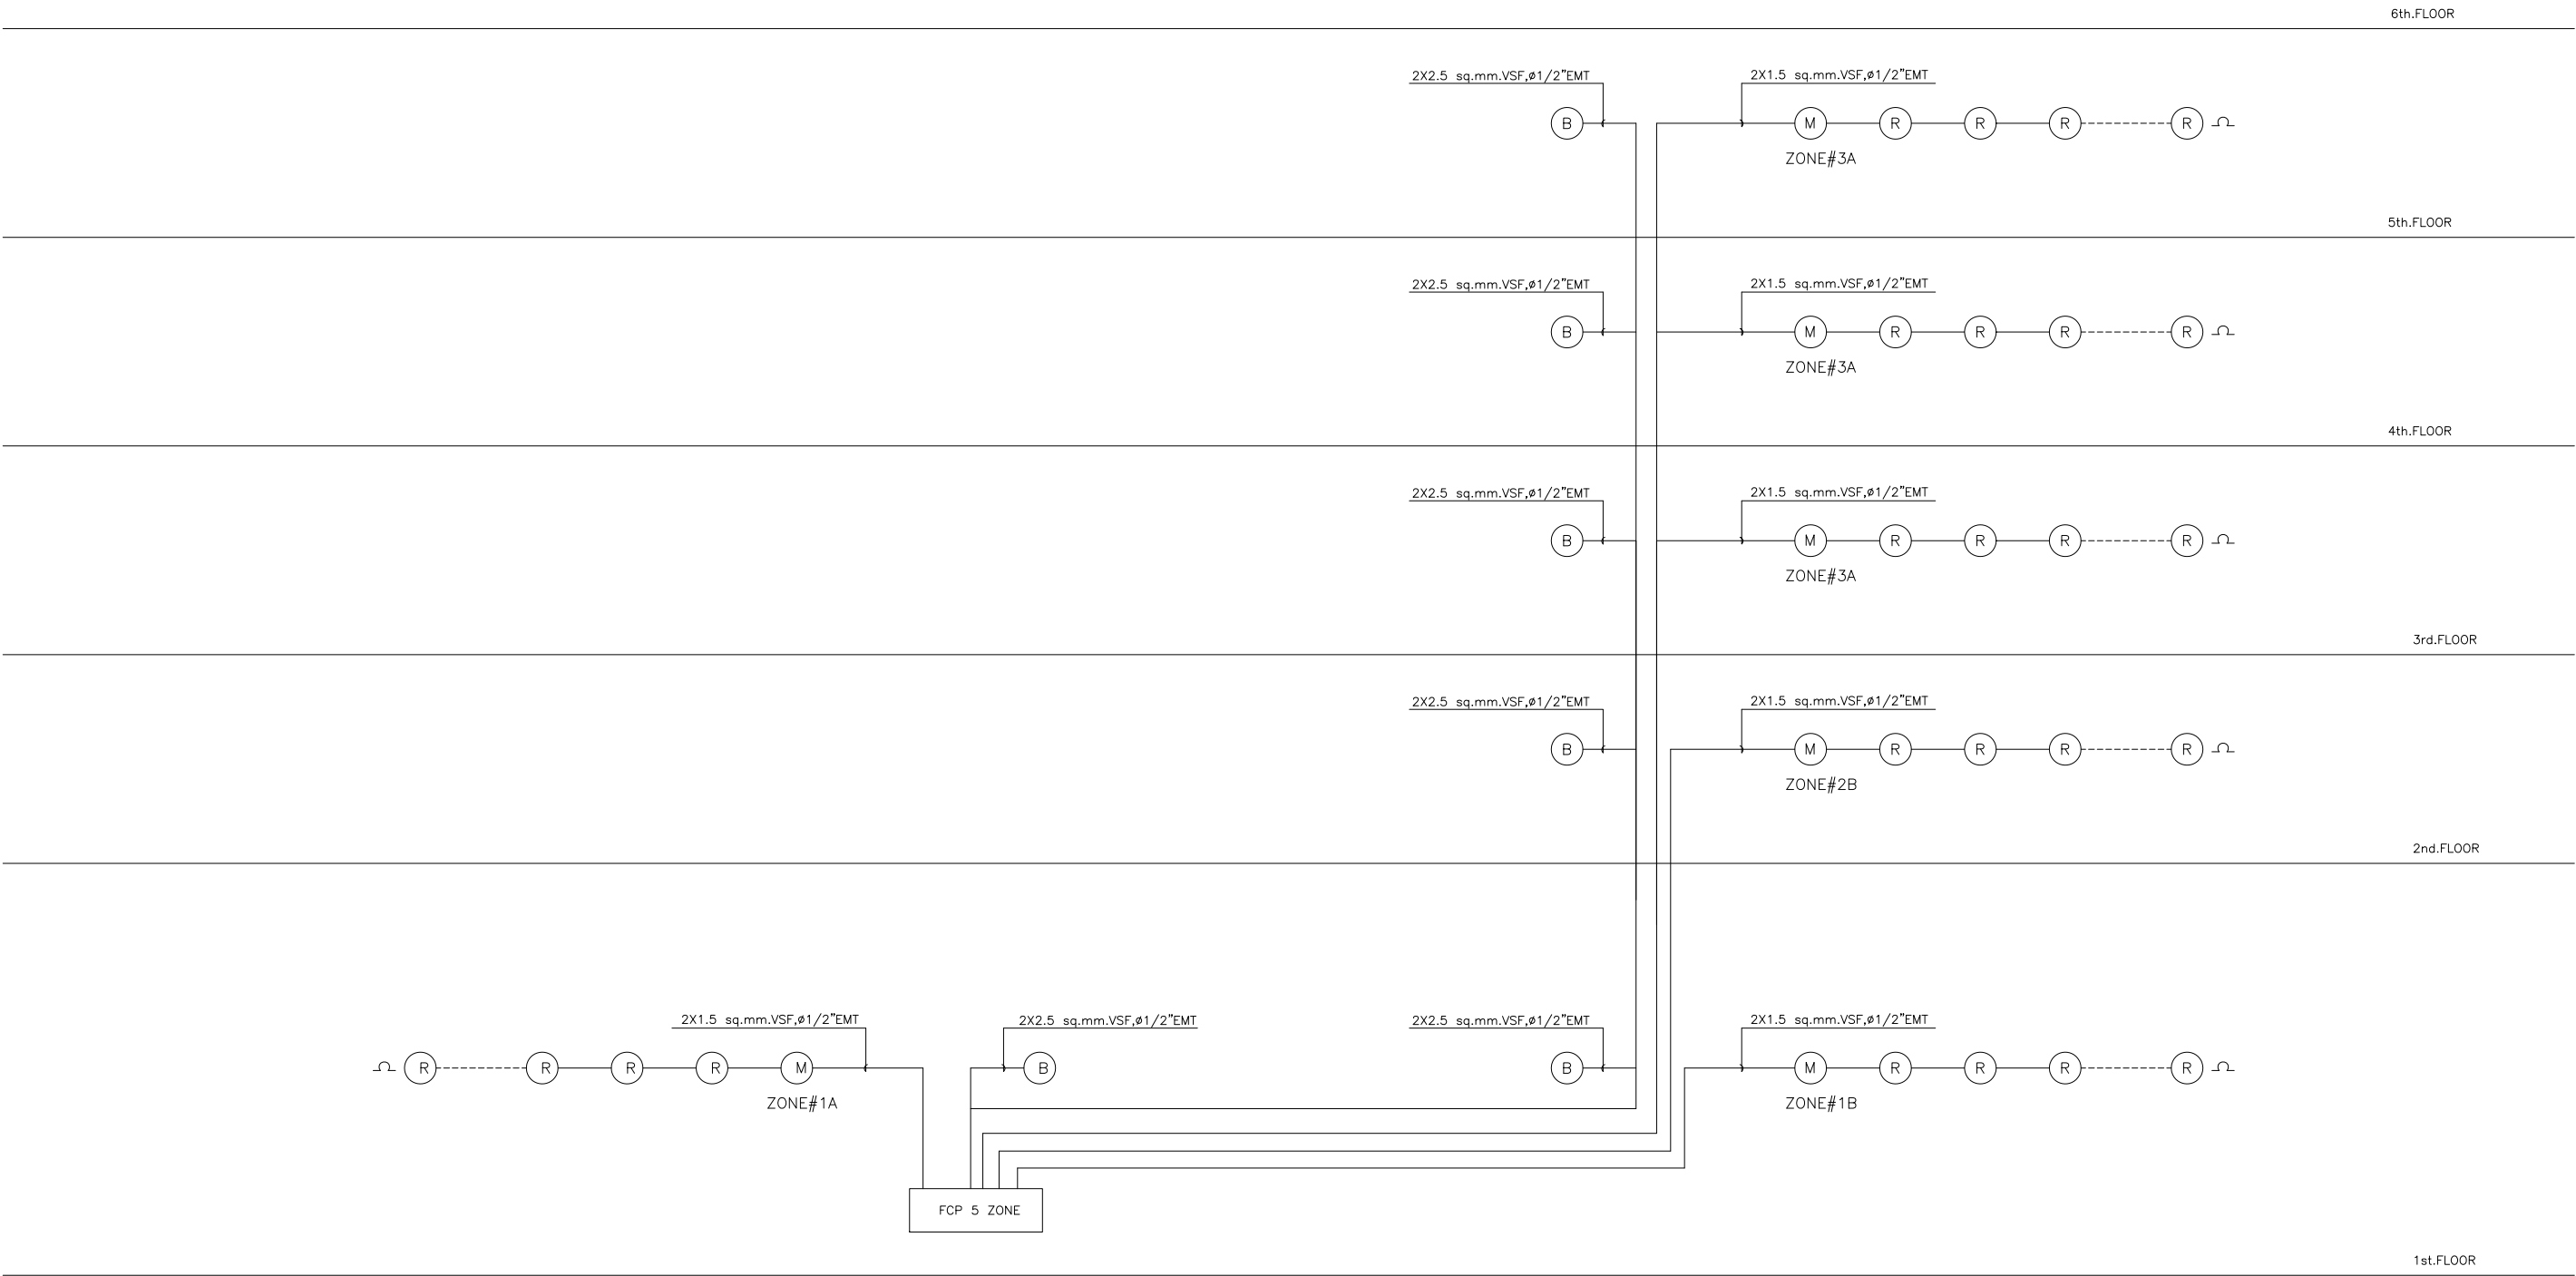 6th.FLOOR
2X2.5 sq.mm.VSF,ø1/2"EMT
2X1.5 sq.mm.VSF,ø1/2"EMT
B
M
R
R
R
R
ZONE#3A
5th.FLOOR
2X2.5 sq.mm.VSF,ø1/2"EMT
2X1.5 sq.mm.VSF,ø1/2"EMT
B
M
R
R
R
R
ZONE#3A
4th.FLOOR
2X2.5 sq.mm.VSF,ø1/2"EMT
2X1.5 sq.mm.VSF,ø1/2"EMT
B
M
R
R
R
R
ZONE#3A
3rd.FLOOR
2X2.5 sq.mm.VSF,ø1/2"EMT
2X1.5 sq.mm.VSF,ø1/2"EMT
B
M
R
R
R
R
ZONE#2B
2nd.FLOOR
2X1.5 sq.mm.VSF,ø1/2"EMT
2X2.5 sq.mm.VSF,ø1/2"EMT
2X2.5 sq.mm.VSF,ø1/2"EMT
2X1.5 sq.mm.VSF,ø1/2"EMT
R
R
R
R
M
B
B
M
R
R
R
R
ZONE#1A
ZONE#1B
FCP 5 ZONE
1st.FLOOR